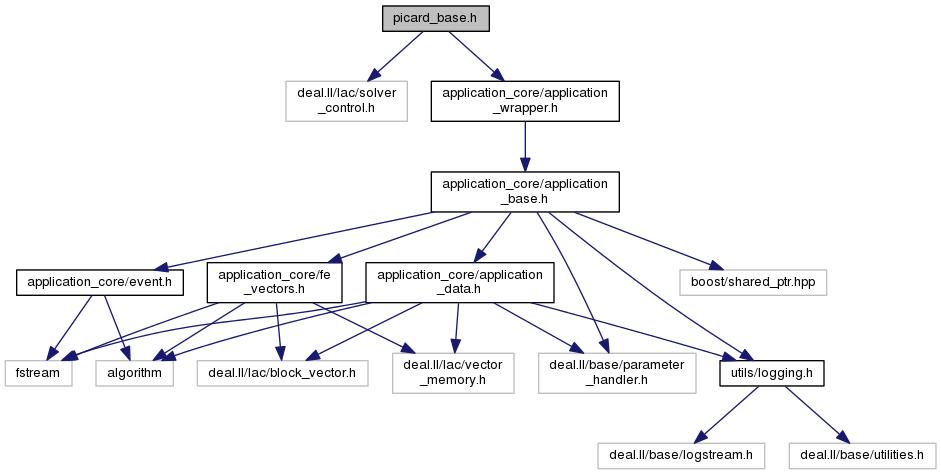 picard_base.h
deal.II/lac/solver
_control.h
application_core/application
_wrapper.h
application_core/application
_base.h
application_core/event.h
application_core/fe
_vectors.h
application_core/application
_data.h
boost/shared_ptr.hpp
fstream
algorithm
deal.II/lac/block_vector.h
deal.II/lac/vector
_memory.h
deal.II/base/parameter
_handler.h
utils/logging.h
deal.II/base/logstream.h
deal.II/base/utilities.h